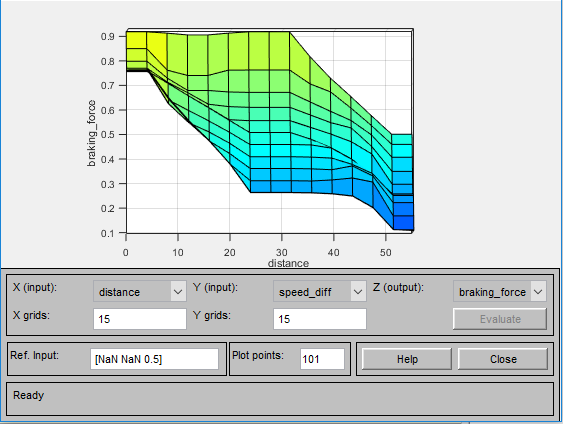 0.9
0.8
0.7
0.6
0.5
0.4
0.3
0.2
0.1
braking_force
0 10 20 30 40 50
distance
X (input): distance Y (input): speed_diff Z (output): braking_force
X grids: 15 Y grids: 15 Evaluate
Ref. Input: [NaN NaN 0.5] Plot points: 101 Help Close
Ready